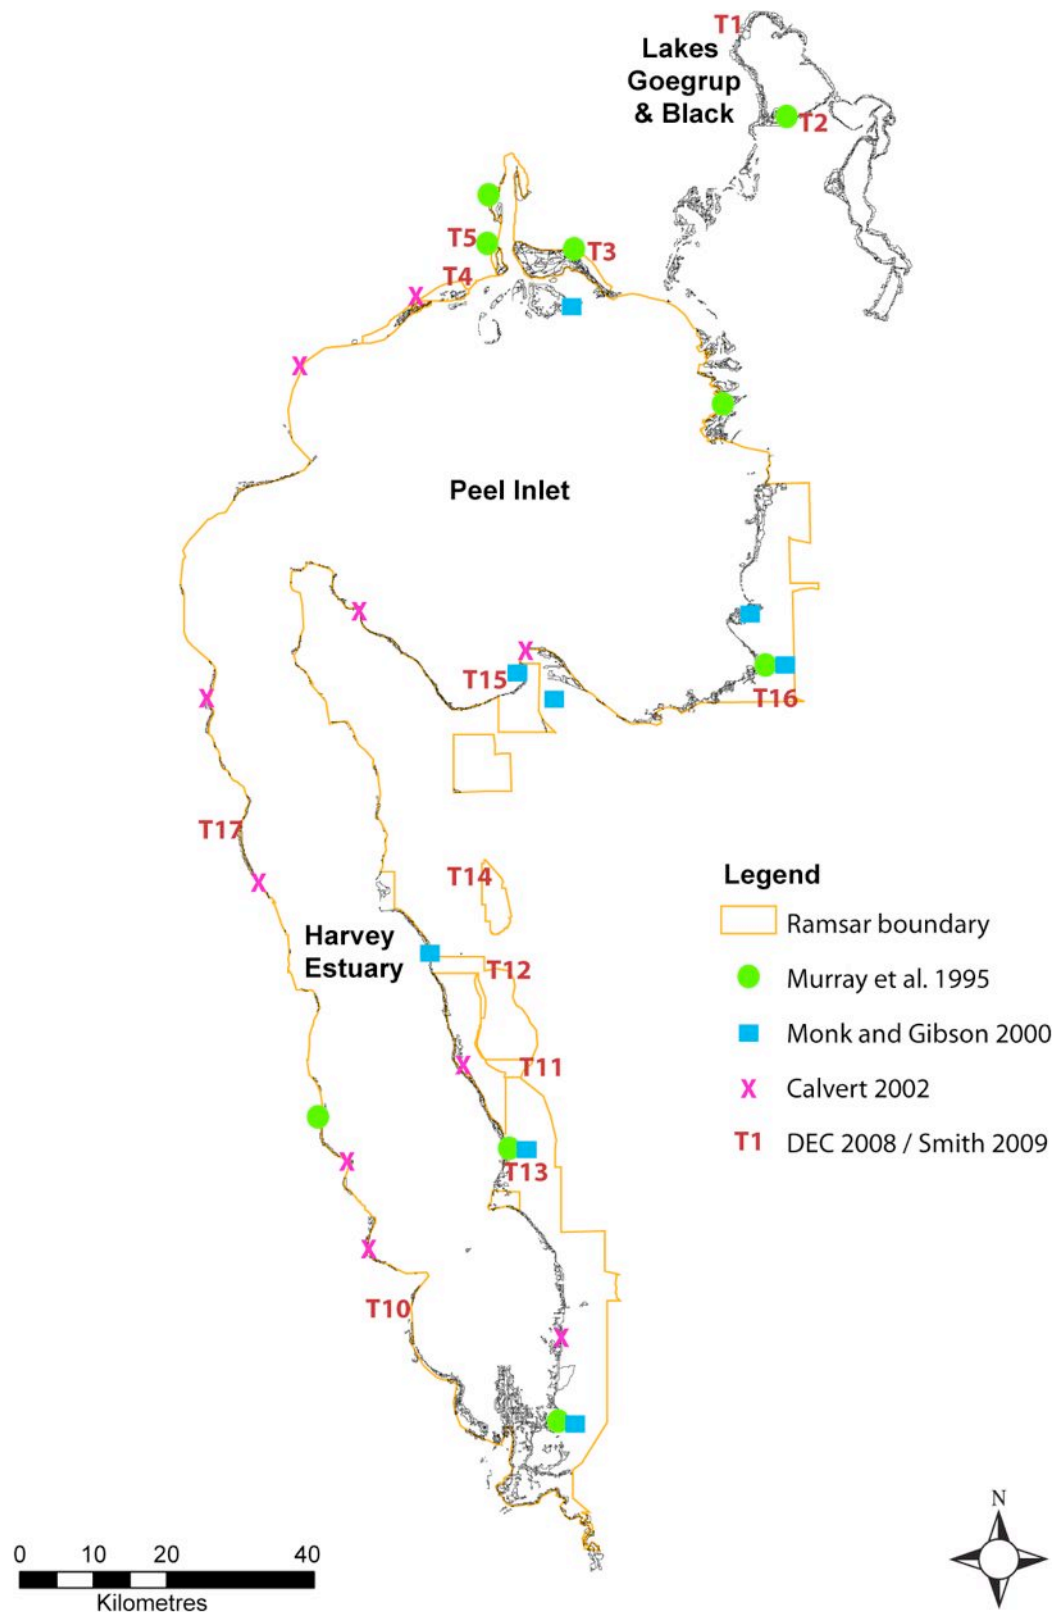 T1
Lakes
Goegrup
& Black
T2
T5
T3
T4
Peel Inlet
T15
T16
T17
T14
Harvey
Estuary
T12
T11
T13
T10
Legend
Ramsar boundary
Murray et al. 1995
Monk and Gibson 2000
X Calvert 2002
T1 DEC 2008 / Smith 2009
X
X
X
X
X
X
X
X
X
X
0 10 20 40
Kilometres
N